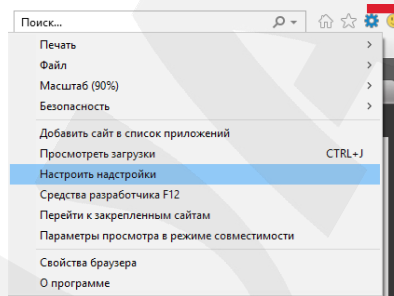 Поиск...
Печать
Файл
Масштаб (90%)
Безопасность
Добавить сайт в список приложений
Просмотреть загрузки CTRL+J
Настроить надстройки
Средства разработчика F12
Перейти к закрепленным сайтам
Параметры просмотра в режиме совместимости
Свойства браузера
О программе